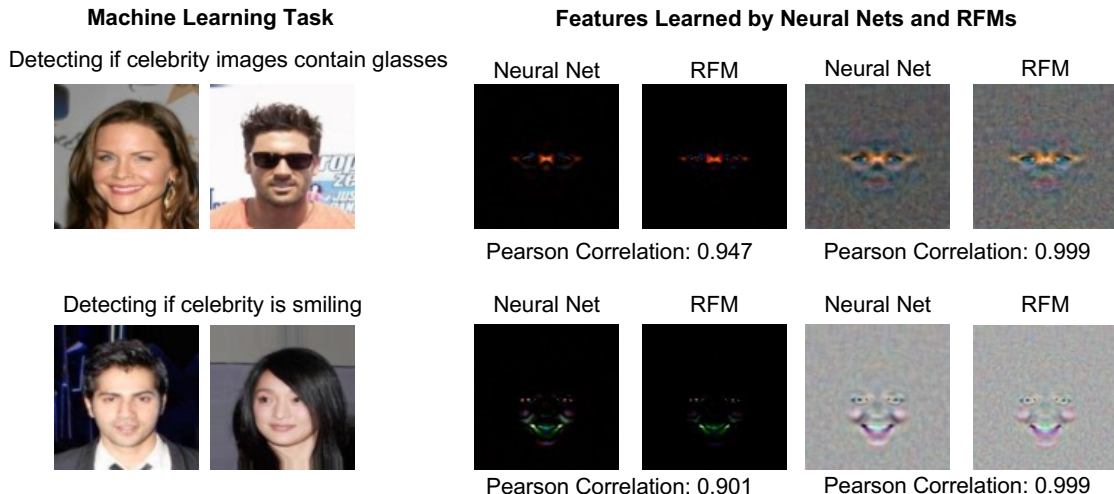 Machine Learning Task
Features Learned by Neural Nets and RFMs
Detecting if celebrity images contain glasses
Neural Net
RFM
Neural Net
RFM
Pearson Correlation: 0.947
Pearson Correlation: 0.999
Detecting if celebrity is smiling
Neural Net
RFM
Neural Net
RFM
Pearson Correlation: 0.901
Pearson Correlation: 0.999